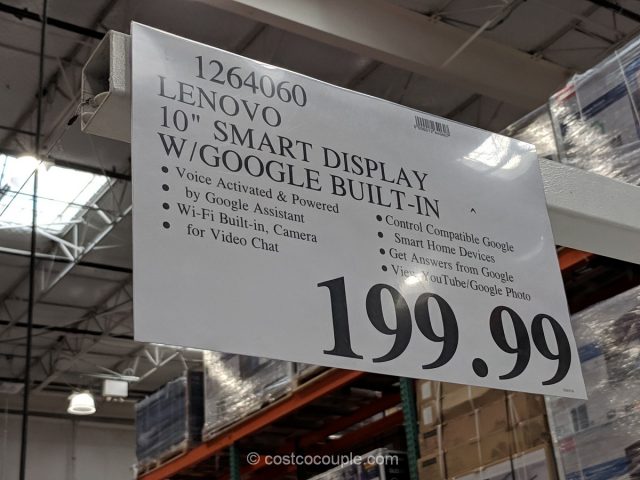 1264060
LENOVO
10" SMART DISPLAY
W/GOOGLE BUILT-IN
• Voice Activated & Powered
• by Google Assistant
• Wi-Fi Built-in, Camera
• for Video Chat
• Control Compatible Google
• Smart Home Devices
• Get Answers from Google
• View YouTube/Google Photo
199.99
© costcocouple.com